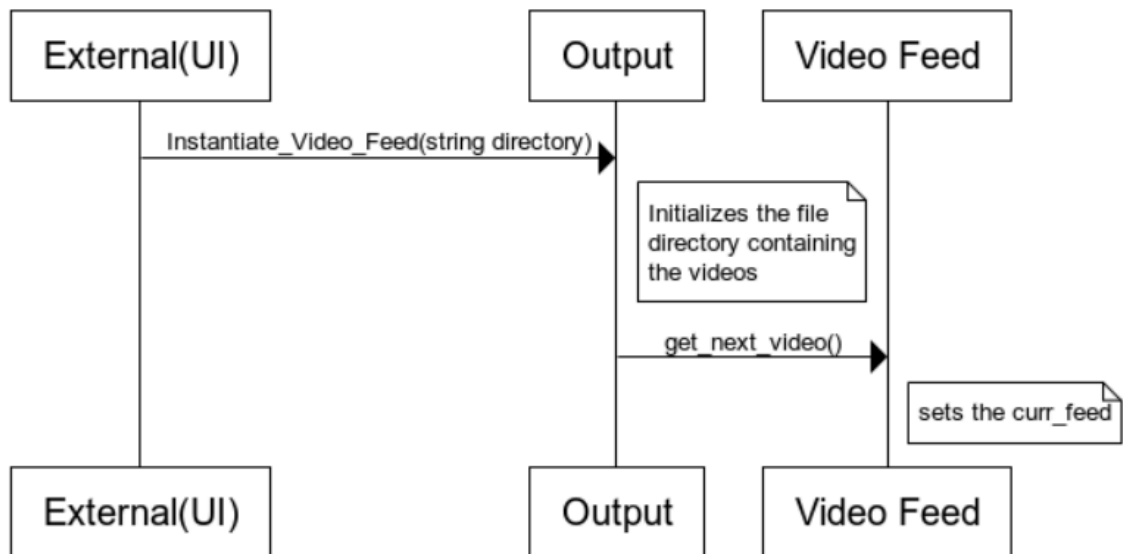 External(UI)
Output
Video Feed
Instantiate_Video_Feed(string directory)
Initializes the file
directory containing
the videos
get_next_video()
sets the curr_feed
External(UI)
Output
Video Feed